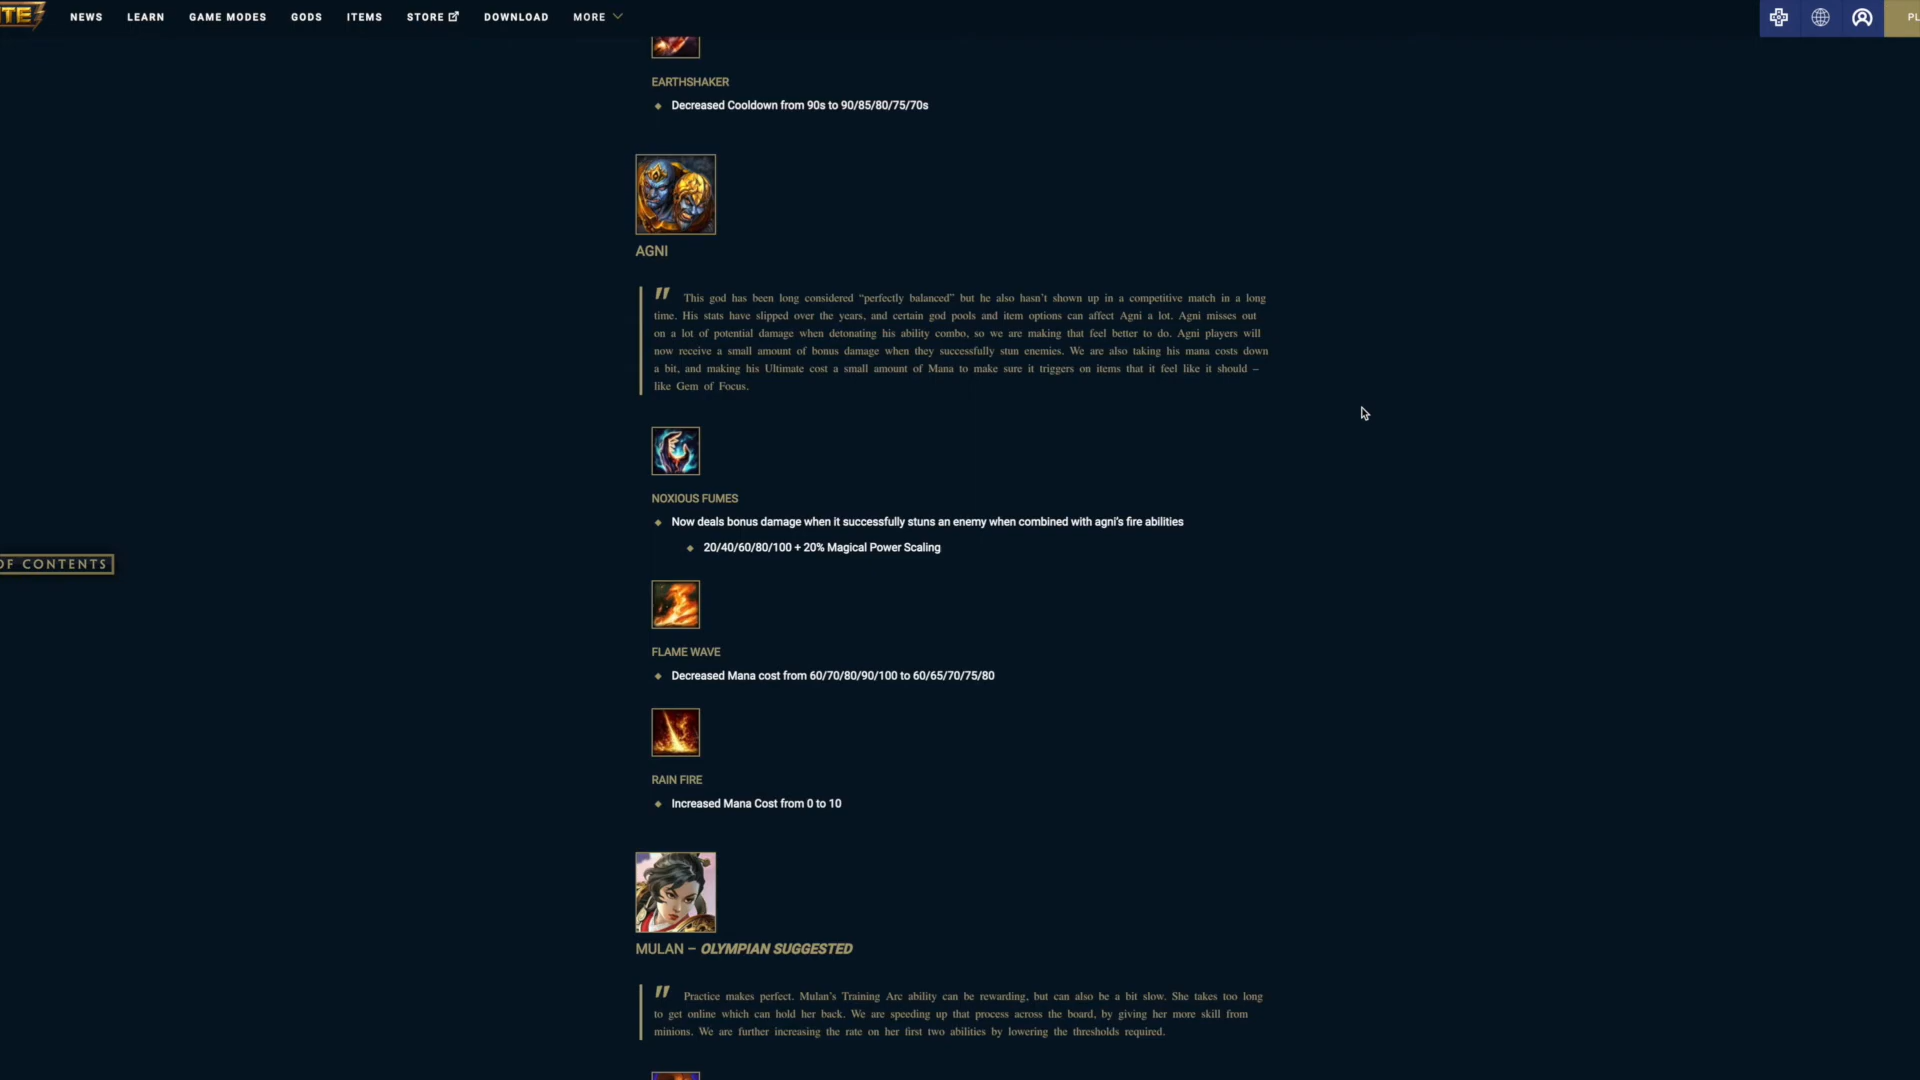 ITE
NEWS
LEARN
GAME MODES
GODS
ITEMS
STORE
DOWNLOAD
MORE
PL
EARTHSHAKER
Decreased Cooldown from 90s to 90/85/80/75/70s
AGNI
" This god has been long considered “perfectly balanced” but he also hasn’t shown up in a competitive match in a long
time. His stats have slipped over the years, and certain god pools and item options can affect Agni a lot. Agni misses out
on a lot of potential damage when detonating his ability combo, so we are making that feel better to do. Agni players will
now receive a small amount of bonus damage when they successfully stun enemies. We are also taking his mana costs down
a bit, and making his Ultimate cost a small amount of Mana to make sure it triggers on items that it feel like it should –
like Gem of Focus.
NOXIOUS FUMES
Now deals bonus damage when it successfully stuns an enemy when combined with agni’s fire abilities
20/40/60/80/100 + 20% Magical Power Scaling
OF CONTENTS
FLAME WAVE
Decreased Mana cost from 60/70/80/90/100 to 60/65/70/75/80
RAIN FIRE
Increased Mana Cost from 0 to 10
MULAN – OLYMPIAN SUGGESTED
" Practice makes perfect. Mulan’s Training Arc ability can be rewarding, but can also be a bit slow. She takes too long
to get online which can hold her back. We are speeding up that process across the board, by giving her more skill from
minions. We are further increasing the rate on her first two abilities by lowering the thresholds required.